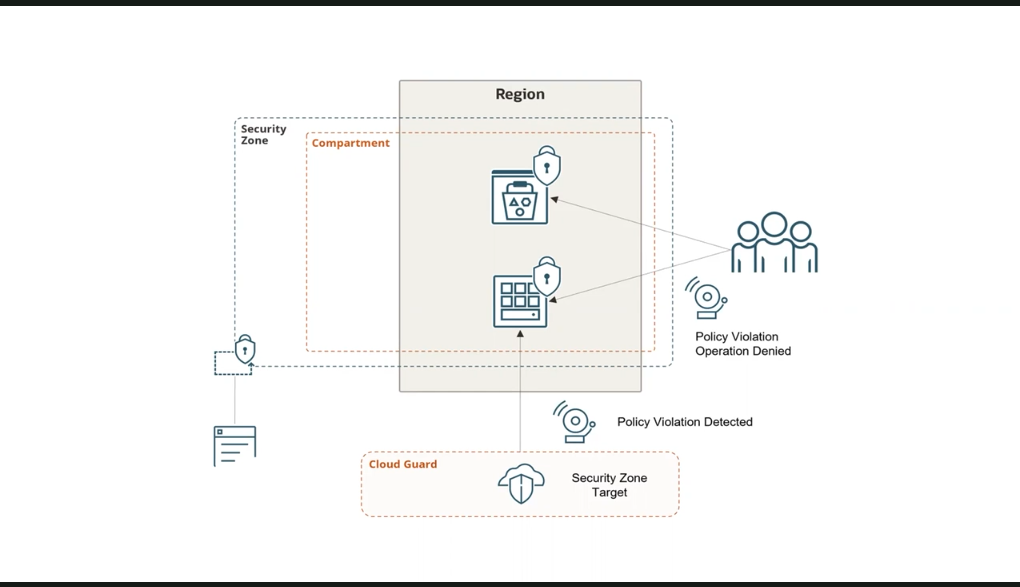 Region
Security
Zone
Compartment
Policy Violation
Operation Denied
Policy Violation Detected
Cloud Guard
Security Zone
Target